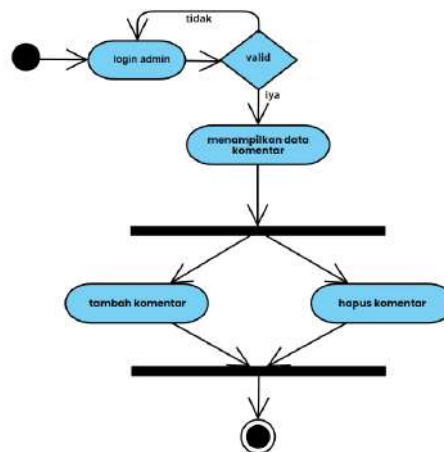 tidak
login admin
valid
iya
menampilkan data
komentar
tambah komentar
hapus komentar